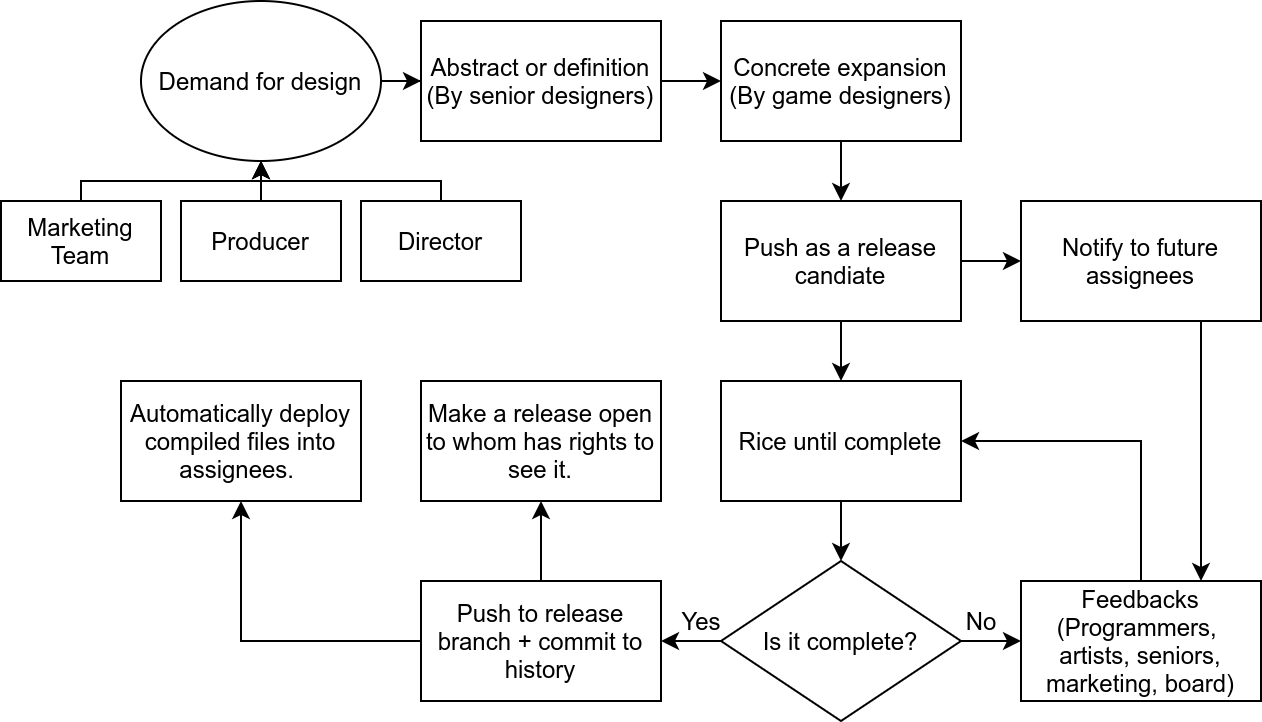 Demand for design
Abstract or definition
(By senior designers)
Concrete expansion
(By game designers)
Marketing
Team
Producer
Director
Push as a release
candiate
Notify to future
assignees
Automatically deploy
compiled files into
assignees.
Make a release open
to whom has rights to
see it.
Rice until complete
Push to release
branch + commit to
history
Yes
Is it complete?
No
Feedbacks
(Programmers,
artists, seniors,
marketing, board)